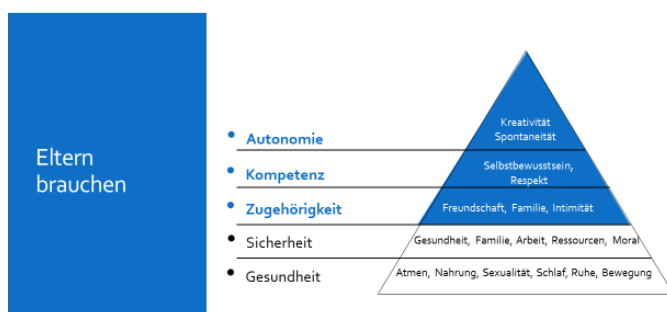 Eltern
brauchen
• Autonomie
• Kompetenz
• Zugehörigkeit
• Sicherheit
• Gesundheit
Kreativität
Spontaneität
Selbstbewusstsein,
Respekt
Freundschaft, Familie, Intimität
Gesundheit, Familie, Arbeit, Ressourcen, Moral
Atmen, Nahrung, Sexualität, Schlaf, Ruhe, Bewegung